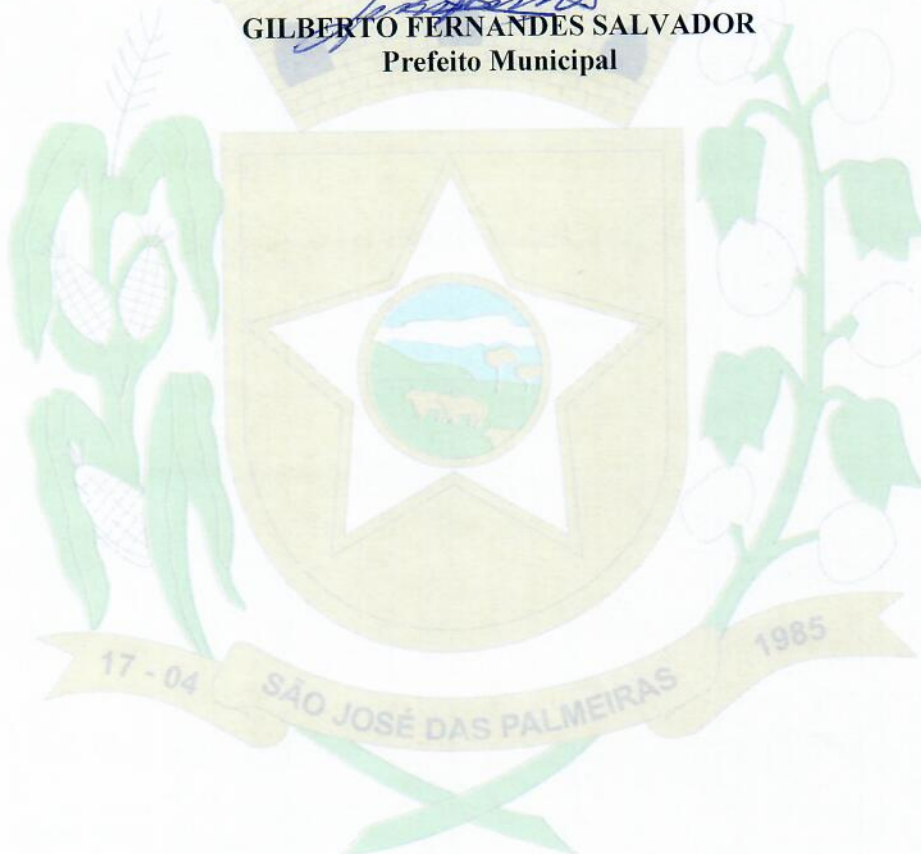 GILBERTO FERNANDES SALVADOR
Prefeito Municipal
17 - 04
SÃO JOSÉ DAS PALMEIRAS
1985